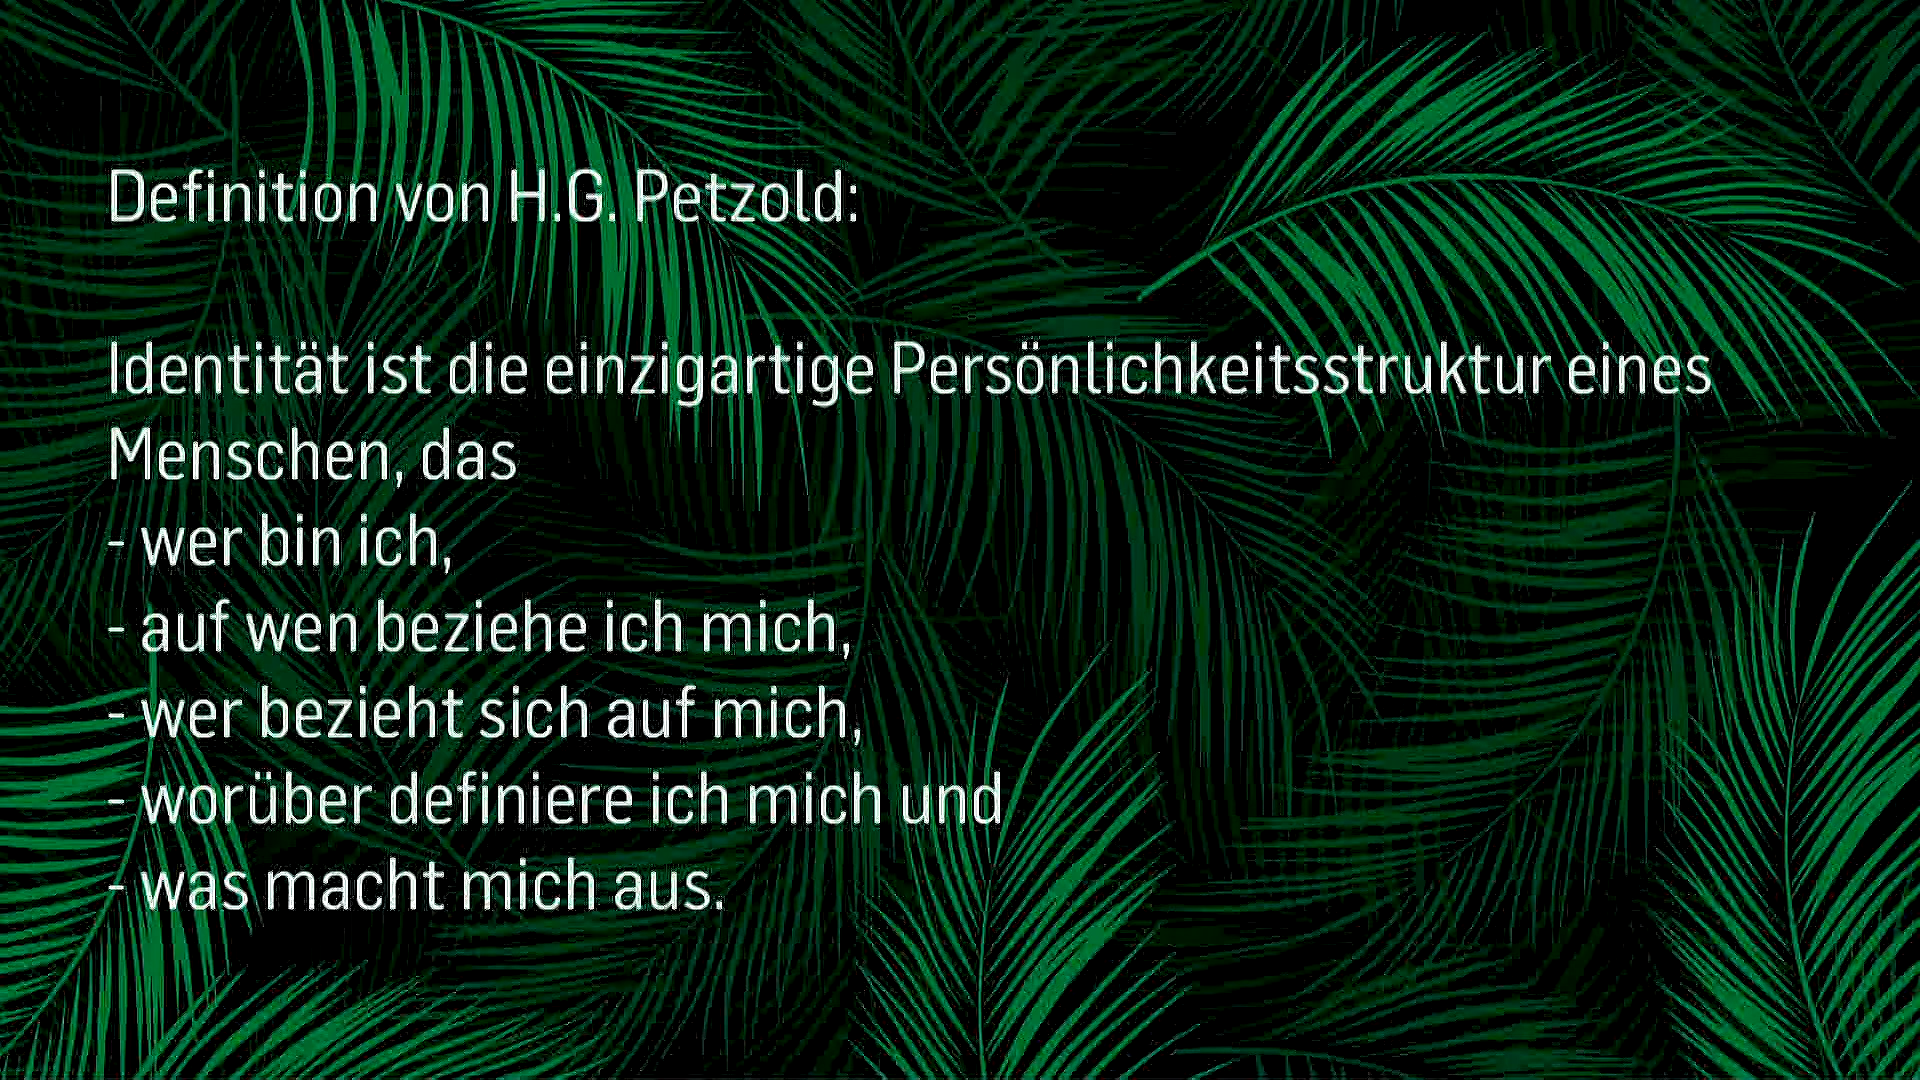 Definition von H.G. Petzold:
Identität ist die einzigartige Persönlichkeitsstruktur eines
Menschen, das
- wer bin ich,
- auf wen beziehe ich mich,
- wer bezieht sich auf mich,
- worüber definiere ich mich und
- was macht mich aus.